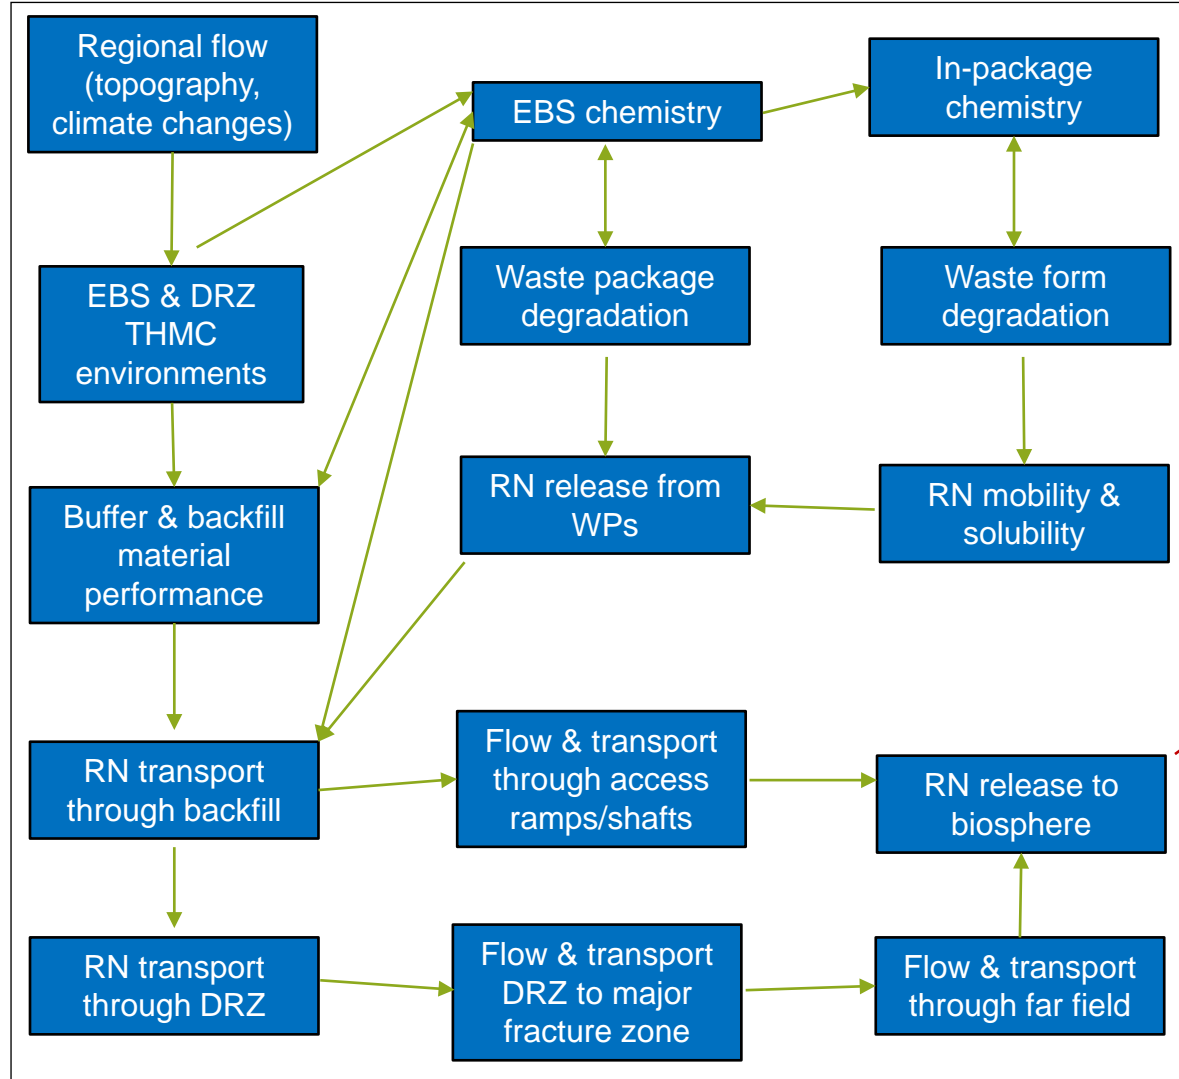 Regional flow
(topography,
climate changes)
EBS chemistry
In-package
chemistry
EBS & DRZ
THMC
environments
Waste package
degradation
Waste form
degradation
Buffer & backfill
material
performance
RN release from
WPs
RN mobility &
solubility
RN transport
through backfill
Flow & transport
through access
ramps/shafts
RN release to
biosphere
RN transport
through DRZ
Flow & transport
DRZ to major
fracture zone
Flow & transport
through far field